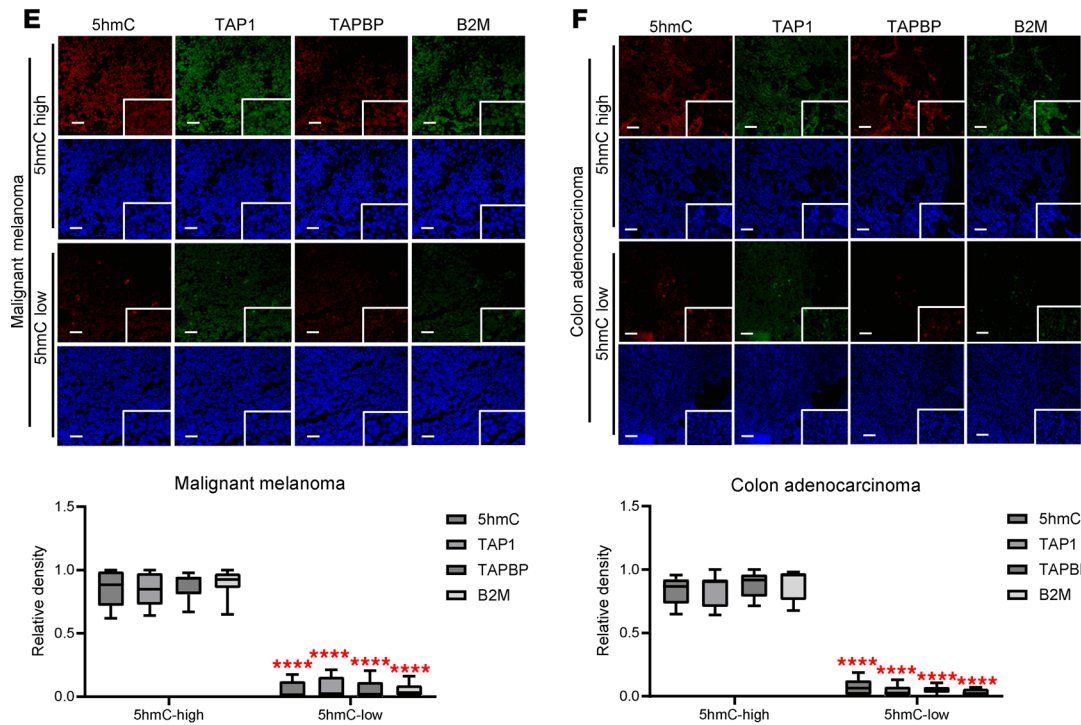 E
5hmC TAP1 TAPBP B2M
Malignant melanoma
5hmC high
5hmC low
Malignant melanoma
Relative density
1.5
1.0
0.5
0.0
**** **** **** ****
5hmC-high 5hmC-low
5hmC
TAP1
TAPBP
B2M
F
5hmC TAP1 TAPBP B2M
Colon adenocarcinoma
5hmC high
5hmC low
Colon adenocarcinoma
Relative density
1.5
1.0
0.5
0.0
**** **** **** ****
5hmC-high 5hmC-low
5hmC
TAP1
B2M